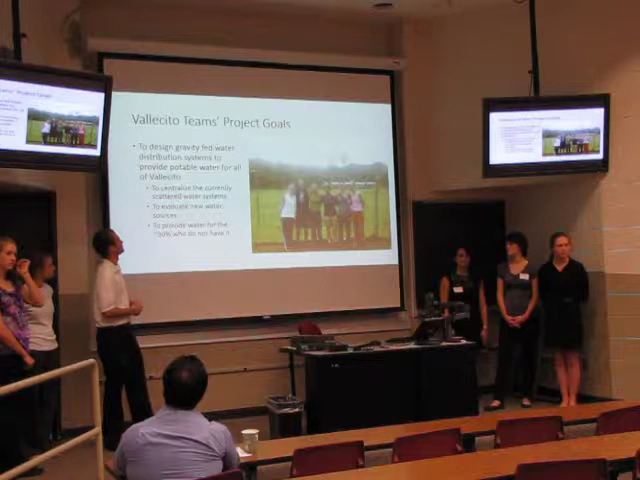 Vallecito Teams' Project Goals
• To design gravity fed water
distribution systems to
provide potable water for all
of Vallecito
• To centralize the currently
scattered water systems
• To evaluate new water
sources
• To provide water for the
~50% who do not have it